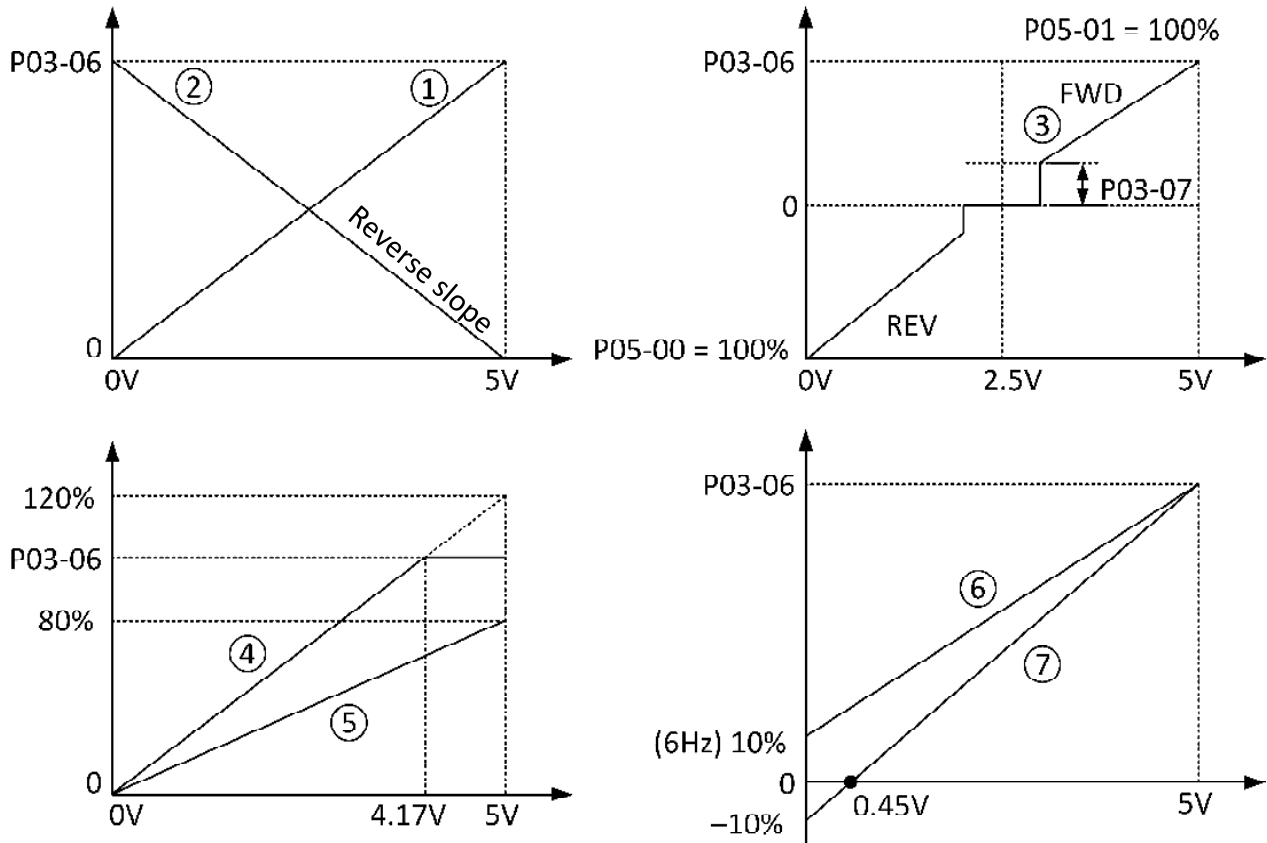 P03-06
②
①
Reverse slope
0
0V
5V
P05-01 = 100%
P03-06
FWD
③
P03-07
0
REV
P05-00 = 100%
0V
2.5V
5V
120%
P03-06
80%
④
⑤
0
0V
4.17V
5V
P03-06
⑥
⑦
(6Hz) 10%
0
0.45V
5V
–10%